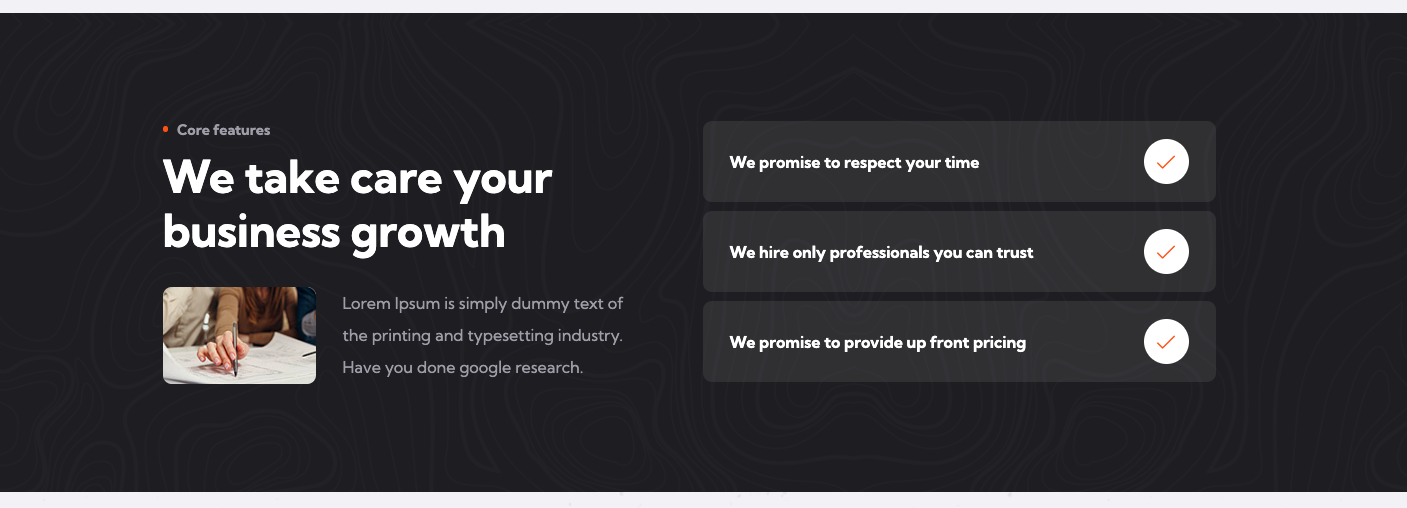 Core features
We take care your
business growth
Lorem Ipsum is simply dummy text of
the printing and typesetting industry.
Have you done google research.
We promise to respect your time
We hire only professionals you can trust
We promise to provide up front pricing